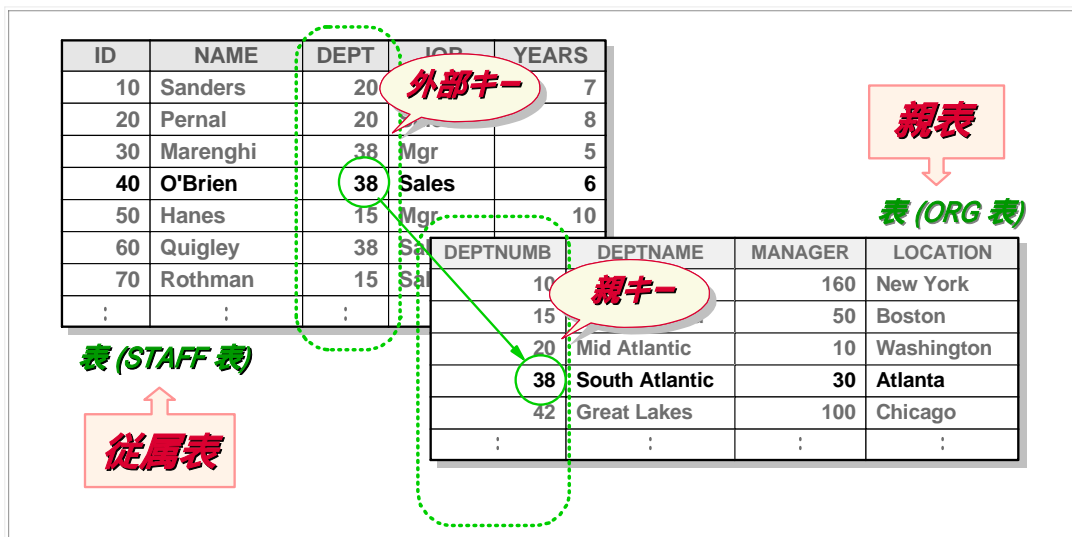 ID NAME DEPT YEARS
10 Sanders 20 7
20 Pernal 20 8
30 Marenghi 38 Mgr 5
40 O'Brien 38 Sales 6
50 Hanes 15 Mgr 10
60 Quigley 38
70 Rothman 15
: : :
外部キー
表 (STAFF 表)
従属表
親表
表 (ORG 表)
DEPTNUMB DEPTNAME MANAGER LOCATION
10 160 New York
15 50 Boston
20 Mid Atlantic 10 Washington
38 South Atlantic 30 Atlanta
42 Great Lakes 100 Chicago
: : : :
親キー